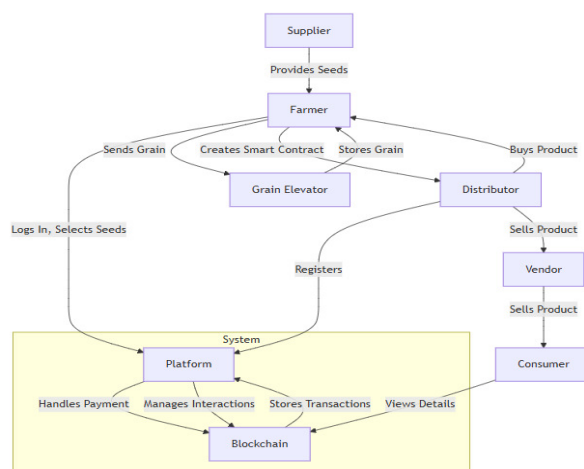 Supplier
Provides Seeds
Farmer
Sends Grain
Creates Smart Contract
Stores Grain
Buys Product
Grain Elevator
Distributor
Logs In, Selects Seeds
Registers
Sells Product
Vendor
Sells Product
System
Platform
Consumer
Handles Payment
Manages Interactions
Stores Transactions
Views Details
Blockchain